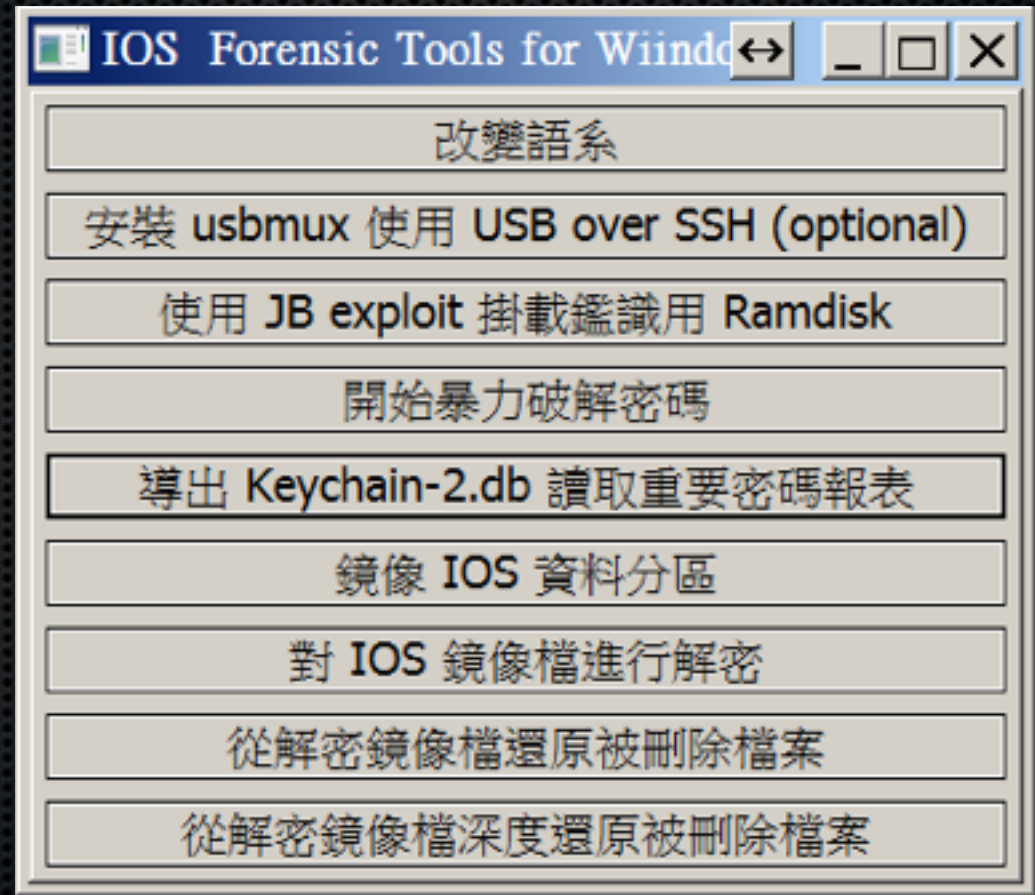 IOS Forensic Tools for Wiindo
改變語系
安裝 usbmux 使用 USB over SSH (optional)
使用 JB exploit 掛載鑑識用 Ramdisk
開始暴力破解密碼
導出 Keychain-2.db 讀取重要密碼報表
鏡像 IOS 資料分區
對 IOS 鏡像檔進行解密
從解密鏡像檔還原被刪除檔案
從解密鏡像檔深度還原被刪除檔案